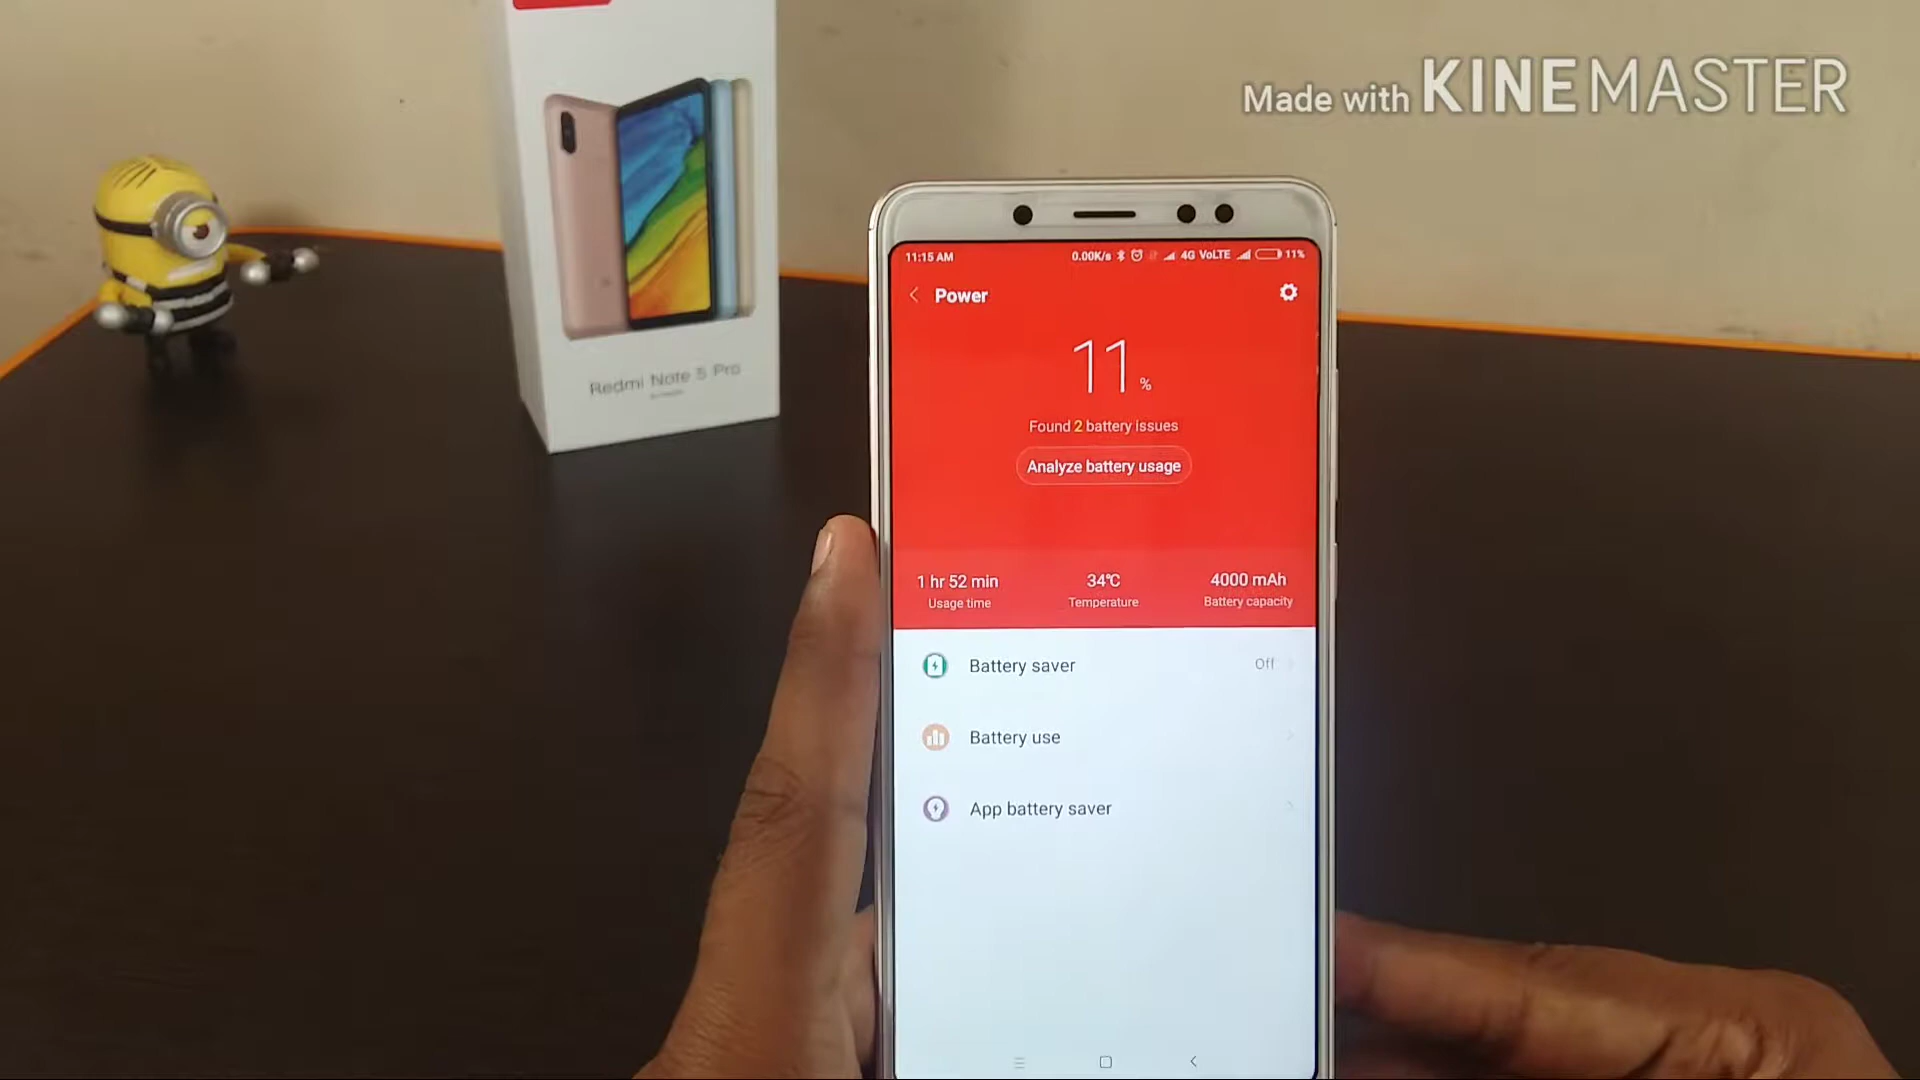 Made with KINEMASTER
Redmi Note 5 Pro
11:15 AM 0.00K/s 4G VoLTE 11%
Power
11 %
Found 2 battery issues
Analyze battery usage
1 hr 52 min 34℃ 4000 mAh
Usage time Temperature Battery capacity
Battery saver Off
Battery use
App battery saver